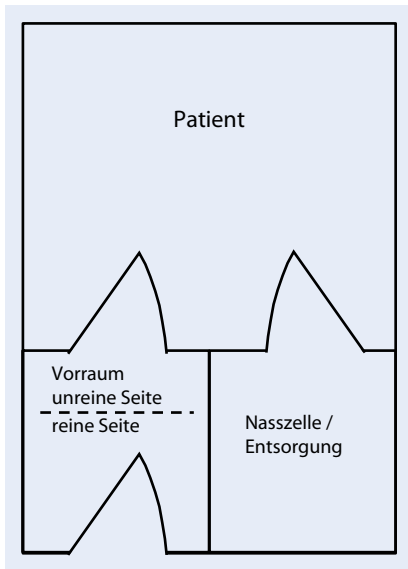 Patient
Vorraum
unreine Seite
reine Seite
Nasszelle /
Entsorgung